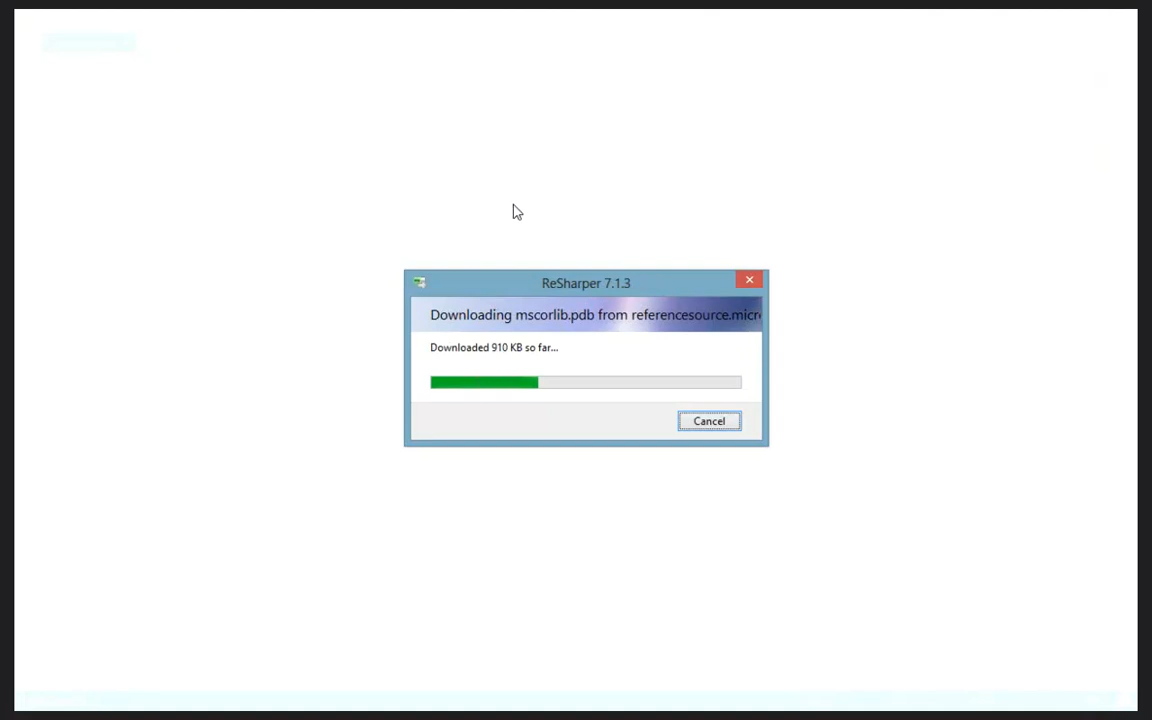 ReSharper 7.1.3
Downloading mscorlib.pdb from referencesource.micr
Downloaded 910 KB so far...
Cancel